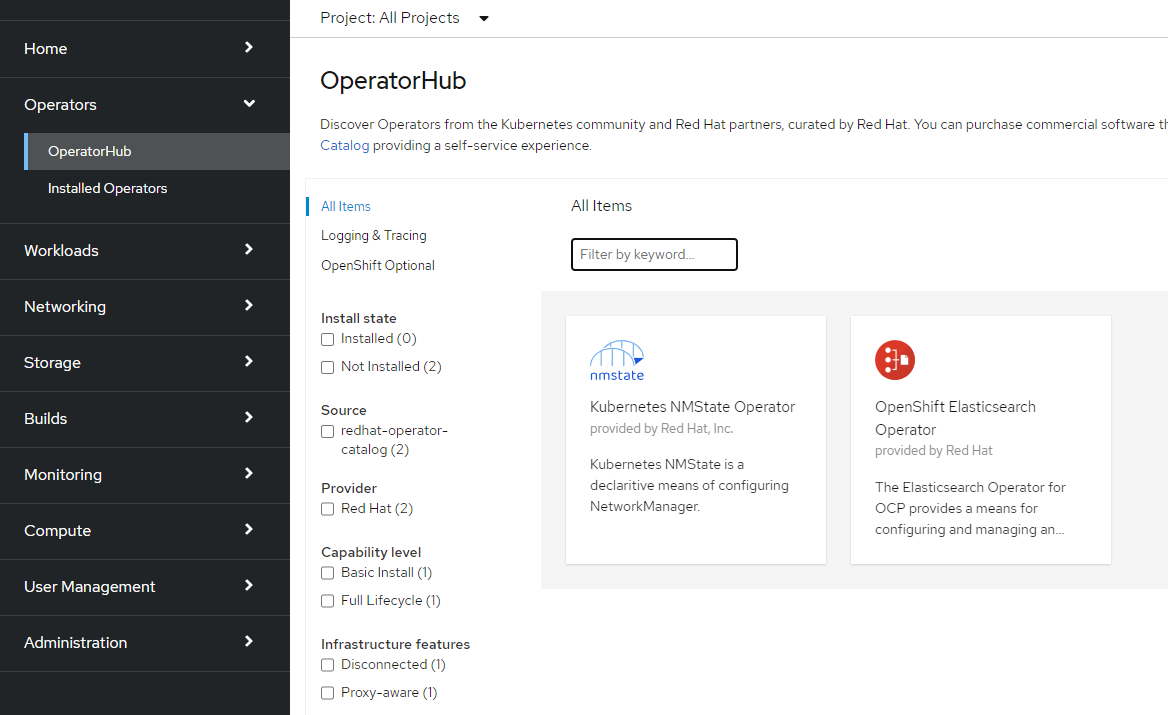 Project: All Projects
Home
Operators
OperatorHub
Installed Operators
Workloads
Networking
Storage
Builds
Monitoring
Compute
User Management
Administration
OperatorHub
Discover Operators from the Kubernetes community and Red Hat partners, curated by Red Hat. You can purchase commercial software th
Catalog providing a self-service experience.
All Items
Logging & Tracing
OpenShift Optional
Install state
Installed (0)
Not Installed (2)
Source
redhat-operator-
catalog (2)
Provider
Red Hat (2)
Capability level
Basic Install (1)
Full Lifecycle (1)
Infrastructure features
Disconnected (1)
Proxy-aware (1)
All Items
Filter by keyword...
nmstate
Kubernetes NMState Operator
provided by Red Hat, Inc.
Kubernetes NMState is a
declaritive means of configuring
NetworkManager.
OpenShift Elasticsearch
Operator
provided by Red Hat
The Elasticsearch Operator for
OCP provides a means for
configuring and managing an...